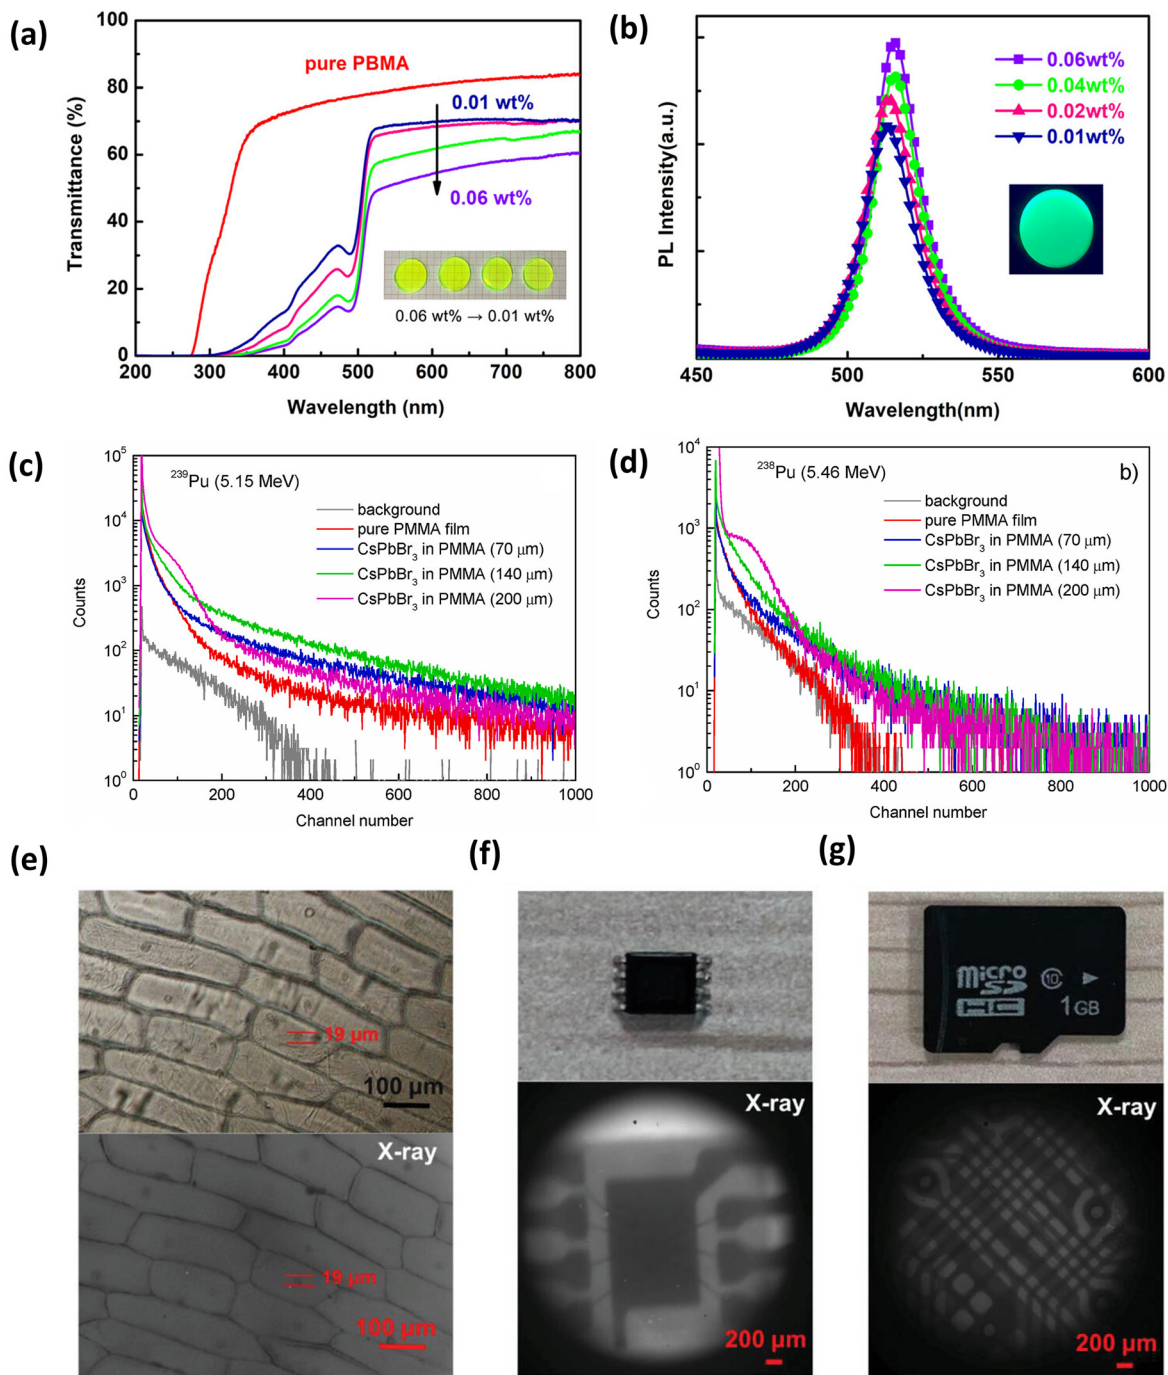 (a)
100
80
60
40
20
0
Transmittance (%)
pure PBMA
0.01 wt%
0.06 wt%
0.06 wt% → 0.01 wt%
200 300 400 500 600 700 800
Wavelength (nm)
(b)
PL Intensity(a.u.)
0.06wt%
0.04wt%
0.02wt%
0.01wt%
450 500 550 600
Wavelength(nm)
(c)
10⁵
10⁴
10³
10²
10¹
10⁰
Counts
²³⁹Pu (5.15 MeV)
background
pure PMMA film
CsPbBr₃ in PMMA (70 μm)
CsPbBr₃ in PMMA (140 μm)
CsPbBr₃ in PMMA (200 μm)
0 200 400 600 800 1000
Channel number
(d)
10⁴
10³
10²
10¹
10⁰
Counts
²³⁸Pu (5.46 MeV)
b)
background
pure PMMA film
CsPbBr₃ in PMMA (70 μm)
CsPbBr₃ in PMMA (140 μm)
CsPbBr₃ in PMMA (200 μm)
0 200 400 600 800 1000
Channel number
(e)
19 μm
100 μm
X-ray
19 μm
100 μm
(f)
X-ray
200 μm
(g)
micro
SD
HC
10
1GB
X-ray
200 μm